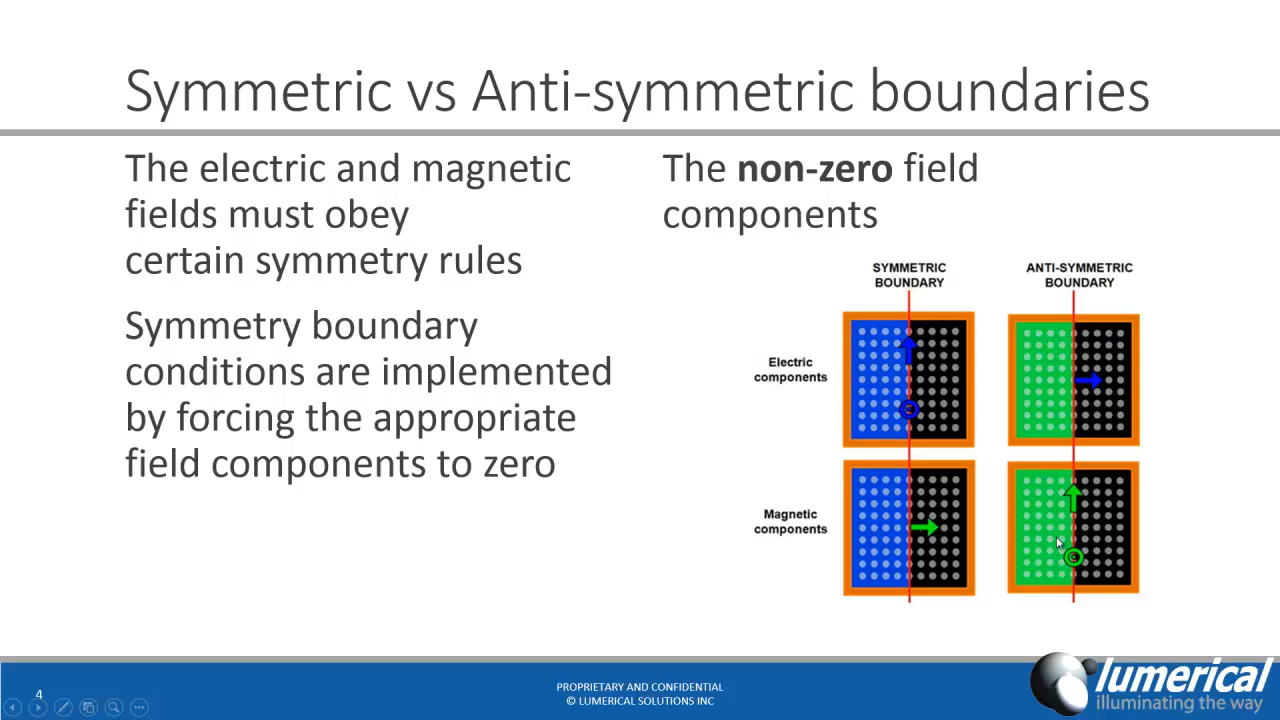 Symmetric vs Anti-symmetric boundaries
The electric and magnetic
fields must obey
certain symmetry rules
Symmetry boundary
conditions are implemented
by forcing the appropriate
field components to zero
The non-zero field
components
SYMMETRIC
BOUNDARY
ANTI-SYMMETRIC
BOUNDARY
Electric
components
Magnetic
components
4
PROPRIETARY AND CONFIDENTIAL
© LUMERICAL SOLUTIONS INC
lumerical
illuminating the way